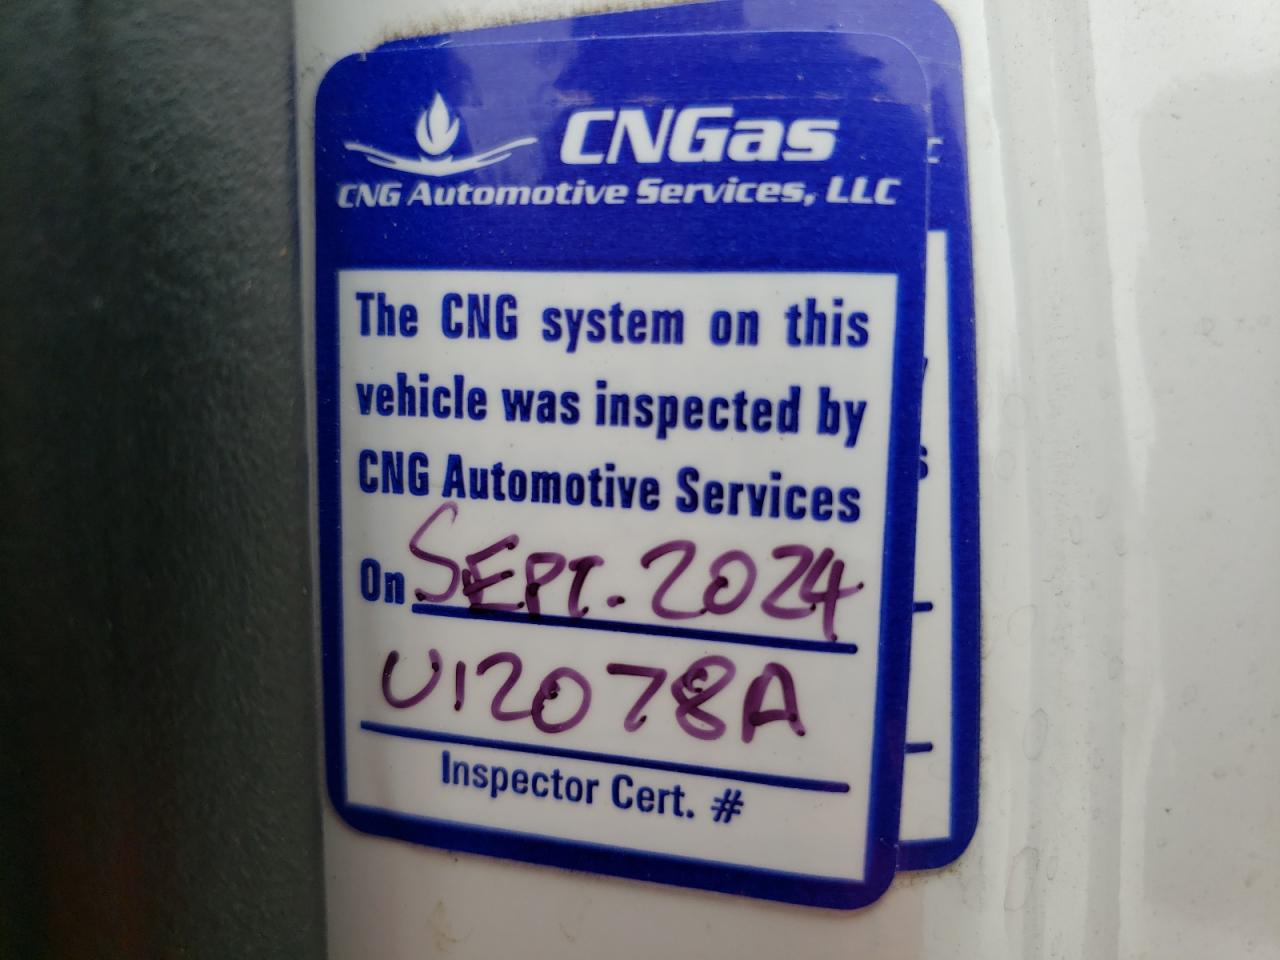 CNGas
CNG Automotive Services, LLC
The CNG system on this
vehicle was inspected by
CNG Automotive Services
On SEPT. 2024
U12078A
Inspector Cert. #